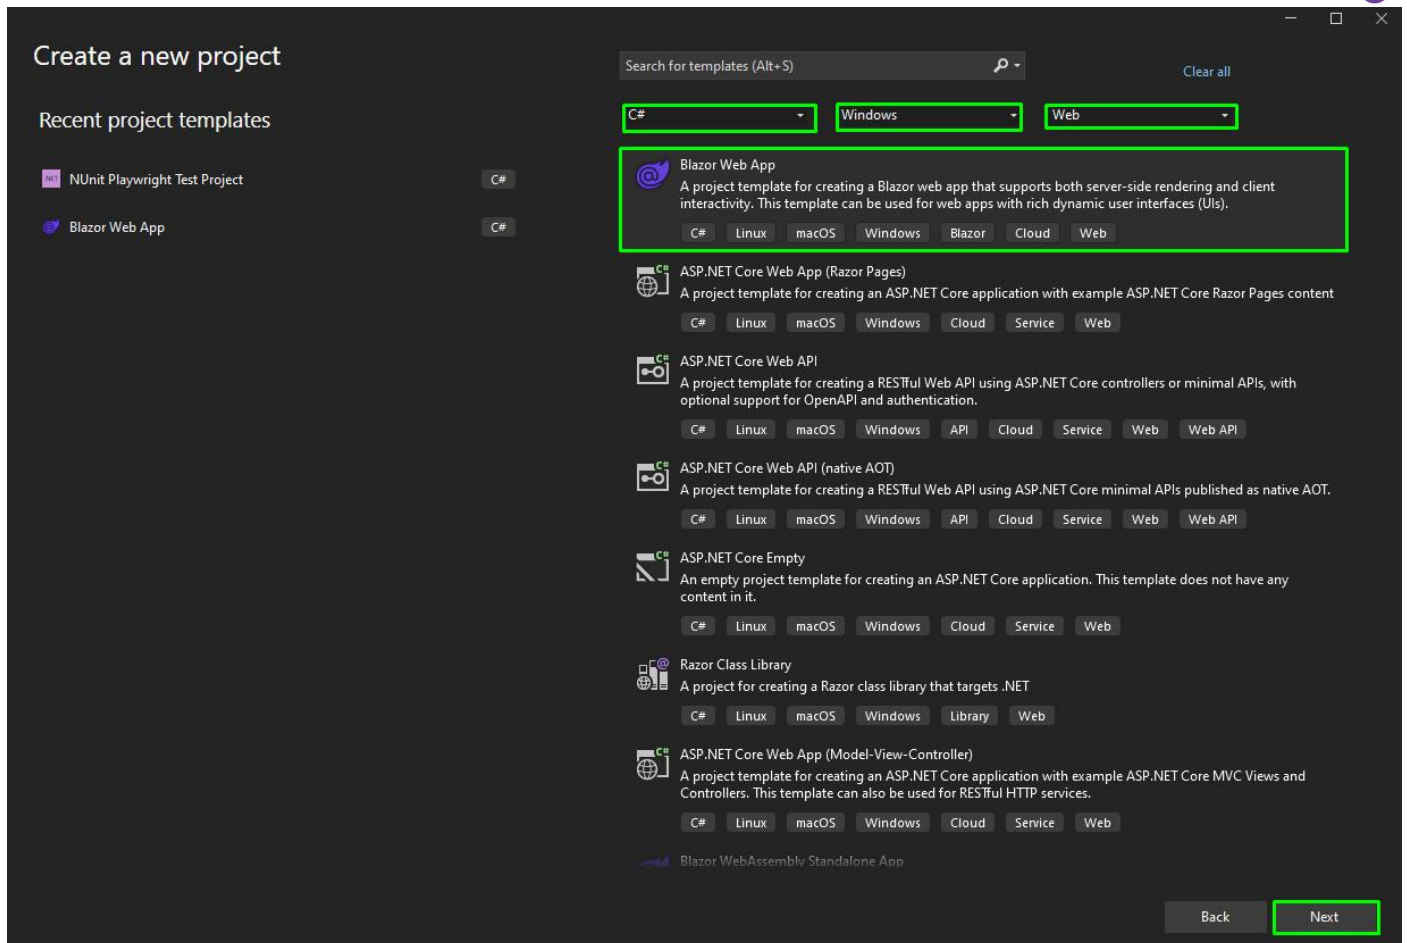 Create a new project
Search for templates (Alt+S)
Clear all
Recent project templates
C#
Windows
Web
NUnit Playwright Test Project
C#
Blazor Web App
C#
Blazor Web App
A project template for creating a Blazor web app that supports both server-side rendering and client
interactivity. This template can be used for web apps with rich dynamic user interfaces (UIs).
C# Linux macOS Windows Blazor Cloud Web
ASP.NET Core Web App (Razor Pages)
A project template for creating an ASP.NET Core application with example ASP.NET Core Razor Pages content
C# Linux macOS Windows Cloud Service Web
ASP.NET Core Web API
A project template for creating a RESTful Web API using ASP.NET Core controllers or minimal APIs, with
optional support for OpenAPI and authentication.
C# Linux macOS Windows API Cloud Service Web Web API
ASP.NET Core Web API (native AOT)
A project template for creating a RESTful Web API using ASP.NET Core minimal APIs published as native AOT.
C# Linux macOS Windows API Cloud Service Web Web API
ASP.NET Core Empty
An empty project template for creating an ASP.NET Core application. This template does not have any
content in it.
C# Linux macOS Windows Cloud Service Web
Razor Class Library
A project for creating a Razor class library that targets .NET
C# Linux macOS Windows Library Web
ASP.NET Core Web App (Model-View-Controller)
A project template for creating an ASP.NET Core application with example ASP.NET Core MVC Views and
Controllers. This template can also be used for RESTful HTTP services.
C# Linux macOS Windows Cloud Service Web
Blazor WebAssembly Standalone App
Back
Next